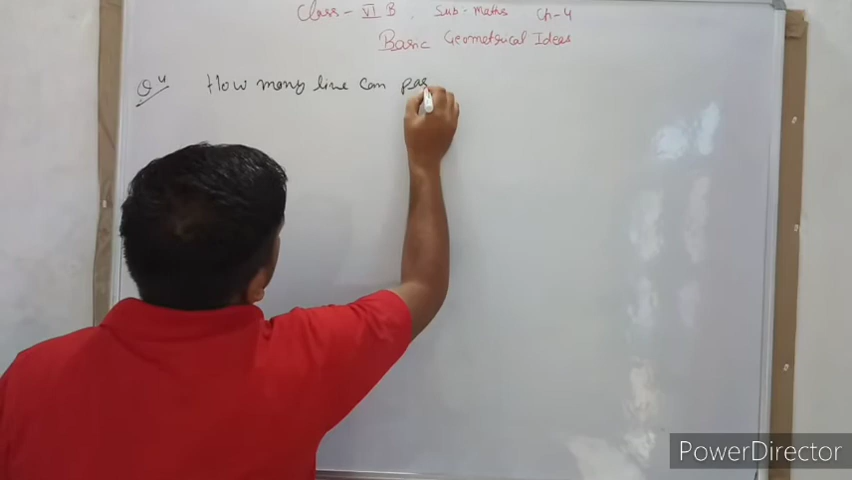 Class - VI B Sub - Maths Ch-4
Basic Geometrical Ideas
Q4 How many line can pas
PowerDirector